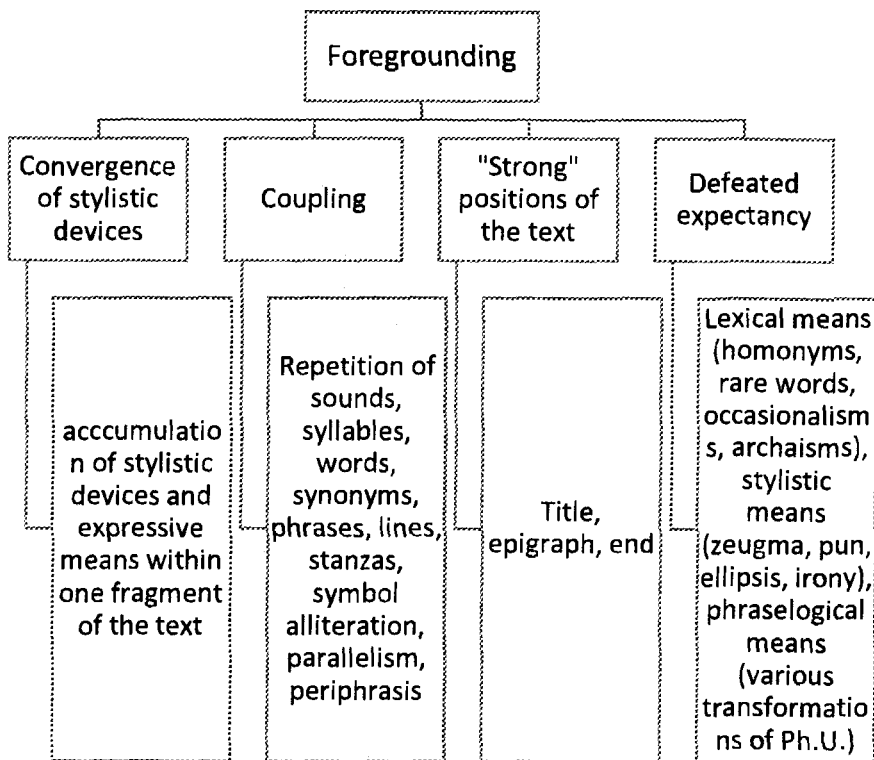 Foregrounding
Convergence
of stylistic
devices
Coupling
"Strong"
positions of
the text
Defeated
expectancy
acccumulatio
n of stylistic
devices and
expressive
means within
one fragment
of the text
Repetition of
sounds,
syllables,
words,
synonyms,
phrases, lines,
stanzas,
symbol
alliteration,
parallelism,
periphrasis
Title,
epigraph, end
Lexical means
(homonyms,
rare words,
occasionalism
s, archaisms),
stylistic
means
(zeugma, pun,
ellipsis, irony),
phraselogical
means
(various
transformatio
ns of Ph.U.)